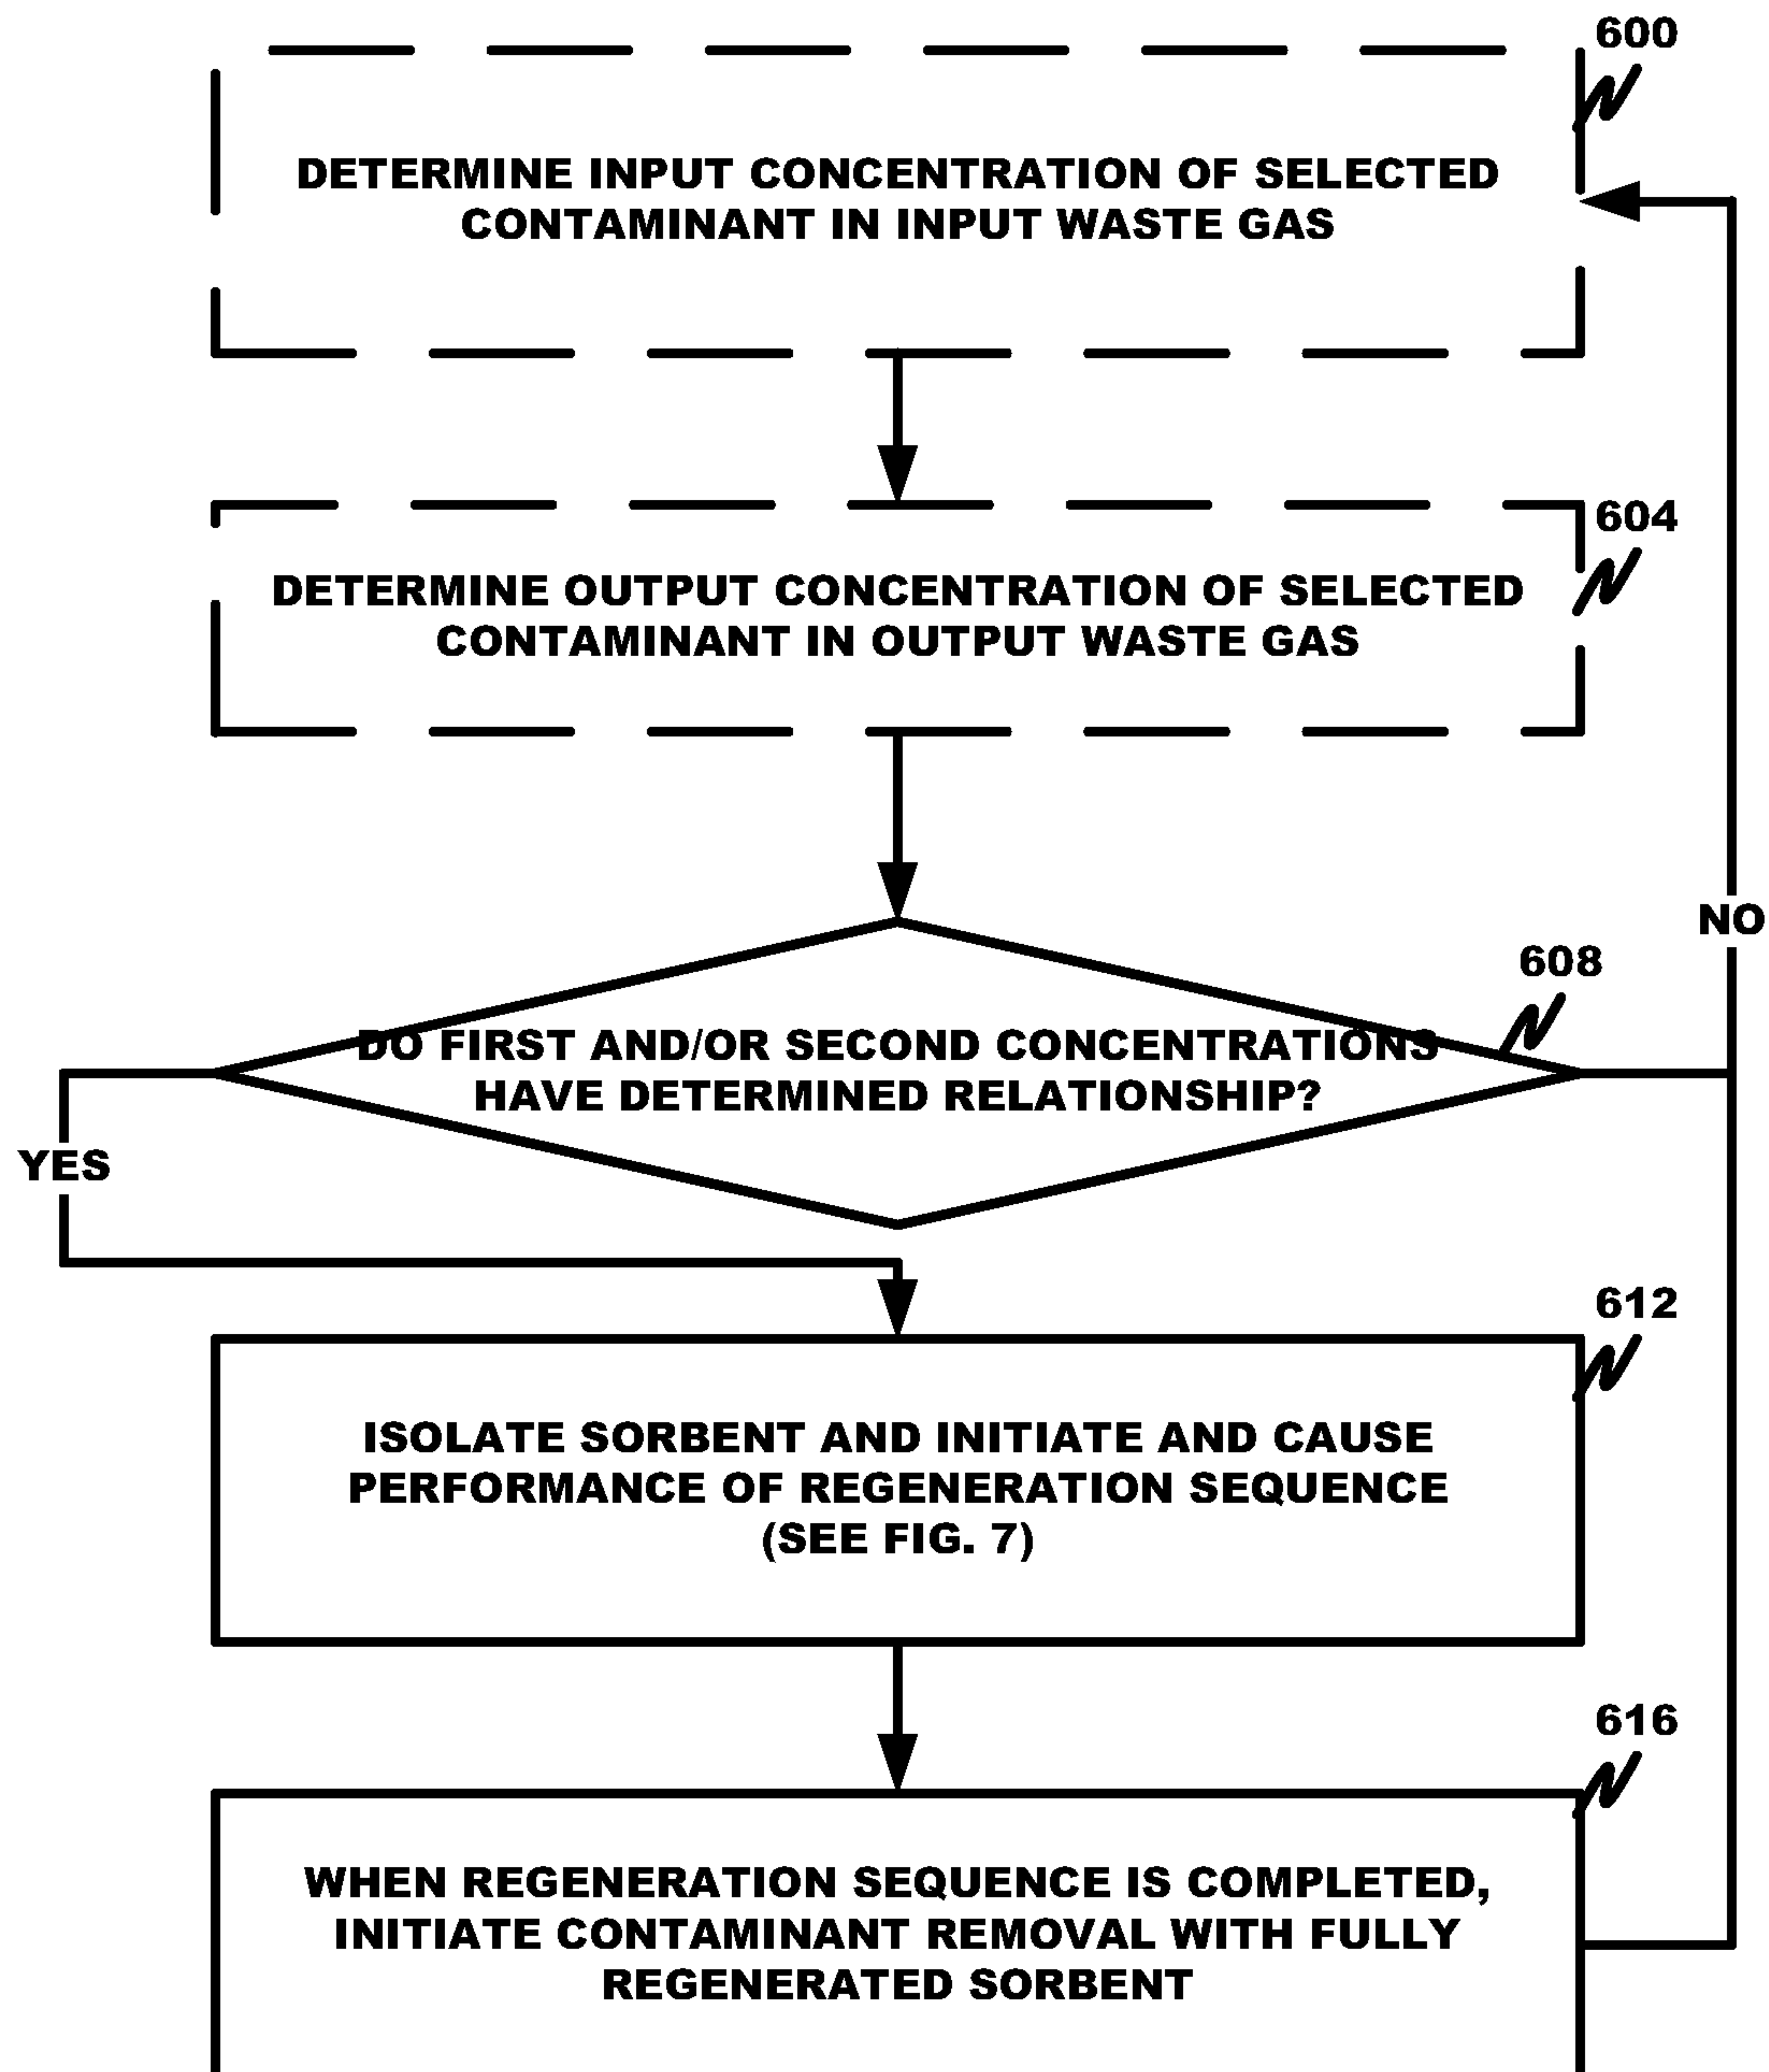 600
DETERMINE INPUT CONCENTRATION OF SELECTED
CONTAMINANT IN INPUT WASTE GAS
604
DETERMINE OUTPUT CONCENTRATION OF SELECTED
CONTAMINANT IN OUTPUT WASTE GAS
NO
608
DO FIRST AND/OR SECOND CONCENTRATIONS
HAVE DETERMINED RELATIONSHIP?
YES
612
ISOLATE SORBENT AND INITIATE AND CAUSE
PERFORMANCE OF REGENERATION SEQUENCE
(SEE FIG. 7)
616
WHEN REGENERATION SEQUENCE IS COMPLETED,
INITIATE CONTAMINANT REMOVAL WITH FULLY
REGENERATED SORBENT